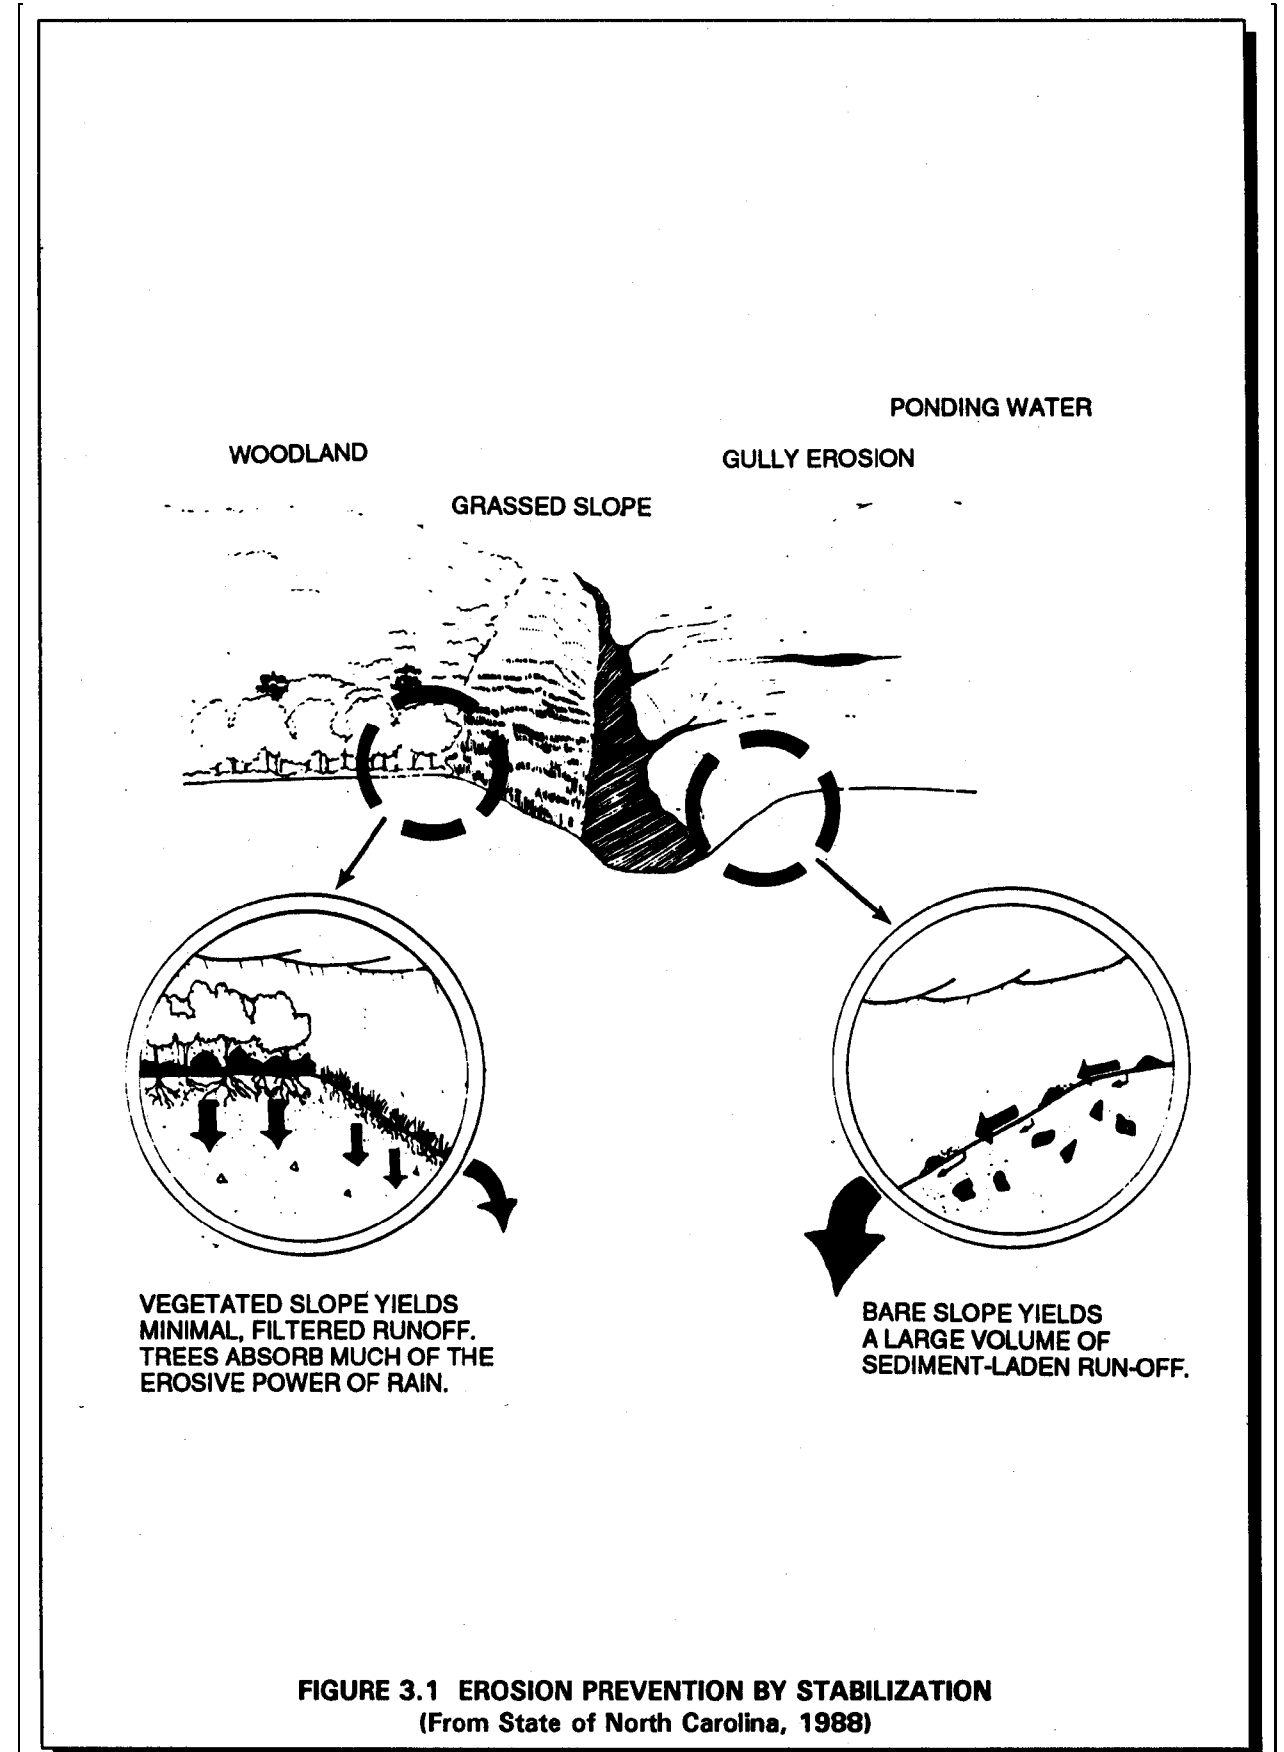 PONDING WATER
WOODLAND
GULLY EROSION
GRASSED SLOPE
VEGETATED SLOPE YIELDS
MINIMAL, FILTERED RUNOFF.
TREES ABSORB MUCH OF THE
EROSIVE POWER OF RAIN.
BARE SLOPE YIELDS
A LARGE VOLUME OF
SEDIMENT-LADEN RUN-OFF.
FIGURE 3.1 EROSION PREVENTION BY STABILIZATION
(From State of North Carolina, 1988)